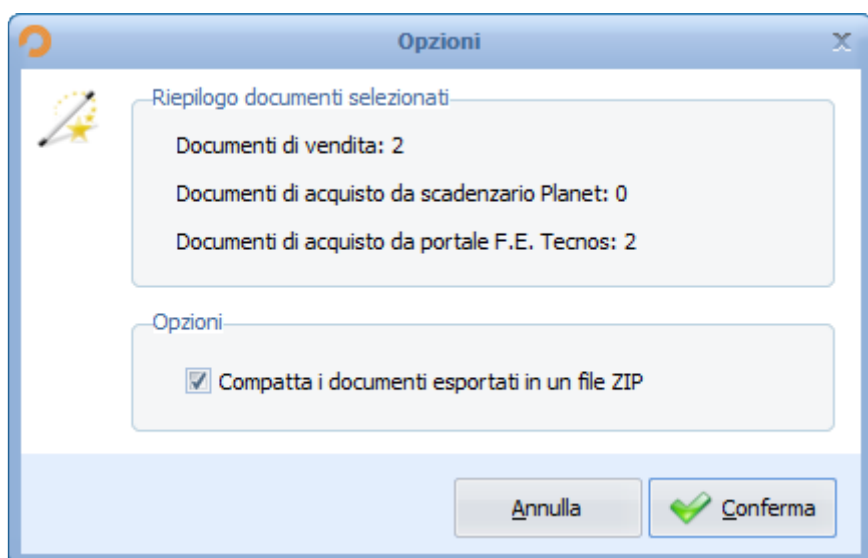 Opzioni
Riepilogo documenti selezionati
Documenti di vendita: 2
Documenti di acquisto da scadenzario Planet: 0
Documenti di acquisto da portale F.E. Tecnos: 2
Opzioni
Compatta i documenti esportati in un file ZIP
Annulla
Conferma